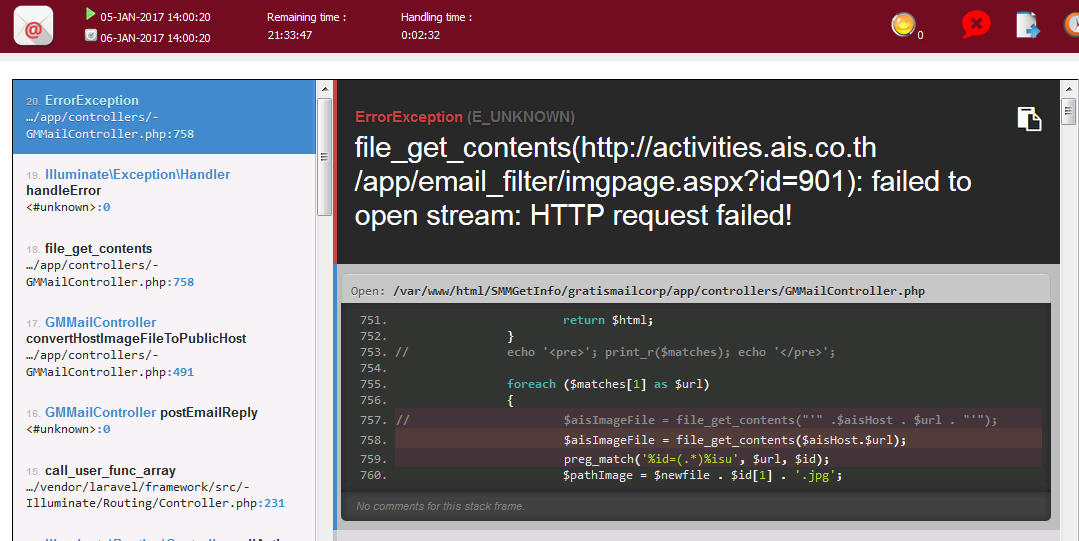 05-JAN-2017 14:00:20
06-JAN-2017 14:00:20
Remaining time :
21:33:47
Handling time :
0:02:32
@
0
20. ErrorException
…/app/controllers/-
GMMailController.php:758
19. Illuminate\Exception\Handler
handleError
<#unknown>:0
18. file_get_contents
…/app/controllers/-
GMMailController.php:758
17. GMMailController
convertHostImageFileToPublicHost
…/app/controllers/-
GMMailController.php:491
16. GMMailController postEmailReply
<#unknown>:0
15. call_user_func_array
…/vendor/laravel/framework/src/-
Illuminate/Routing/Controller.php:231
ErrorException (E_UNKNOWN)
file_get_contents(http://activities.ais.co.th
/app/email_filter/imgpage.aspx?id=901): failed to
open stream: HTTP request failed!
Open: /var/www/html/SMMGetInfo/gratismailcorp/app/controllers/GMMailController.php
751. return $html;
752. }
753. // echo '<pre>'; print_r($matches); echo '</pre>';
754.
755. foreach ($matches[1] as $url)
756. {
757. // $aisImageFile = file_get_contents("'" .$aisHost . $url . "'");
758. $aisImageFile = file_get_contents($aisHost.$url);
759. preg_match('%id=(.*)%isu', $url, $id);
760. $pathImage = $newfile . $id[1] . '.jpg';
No comments for this stack frame.